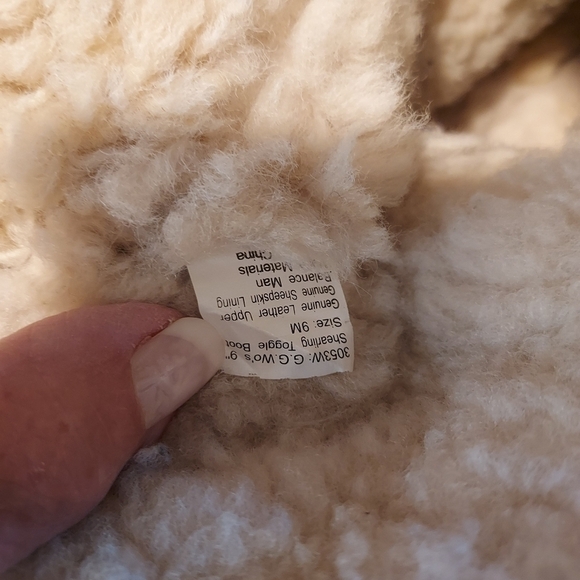 3053W: G.G.Wo's 9"
Shearling Toggle Boot
Size: 9M
Genuine Leather Upper
Genuine Sheepskin Lining
Balance Man
Materials
China